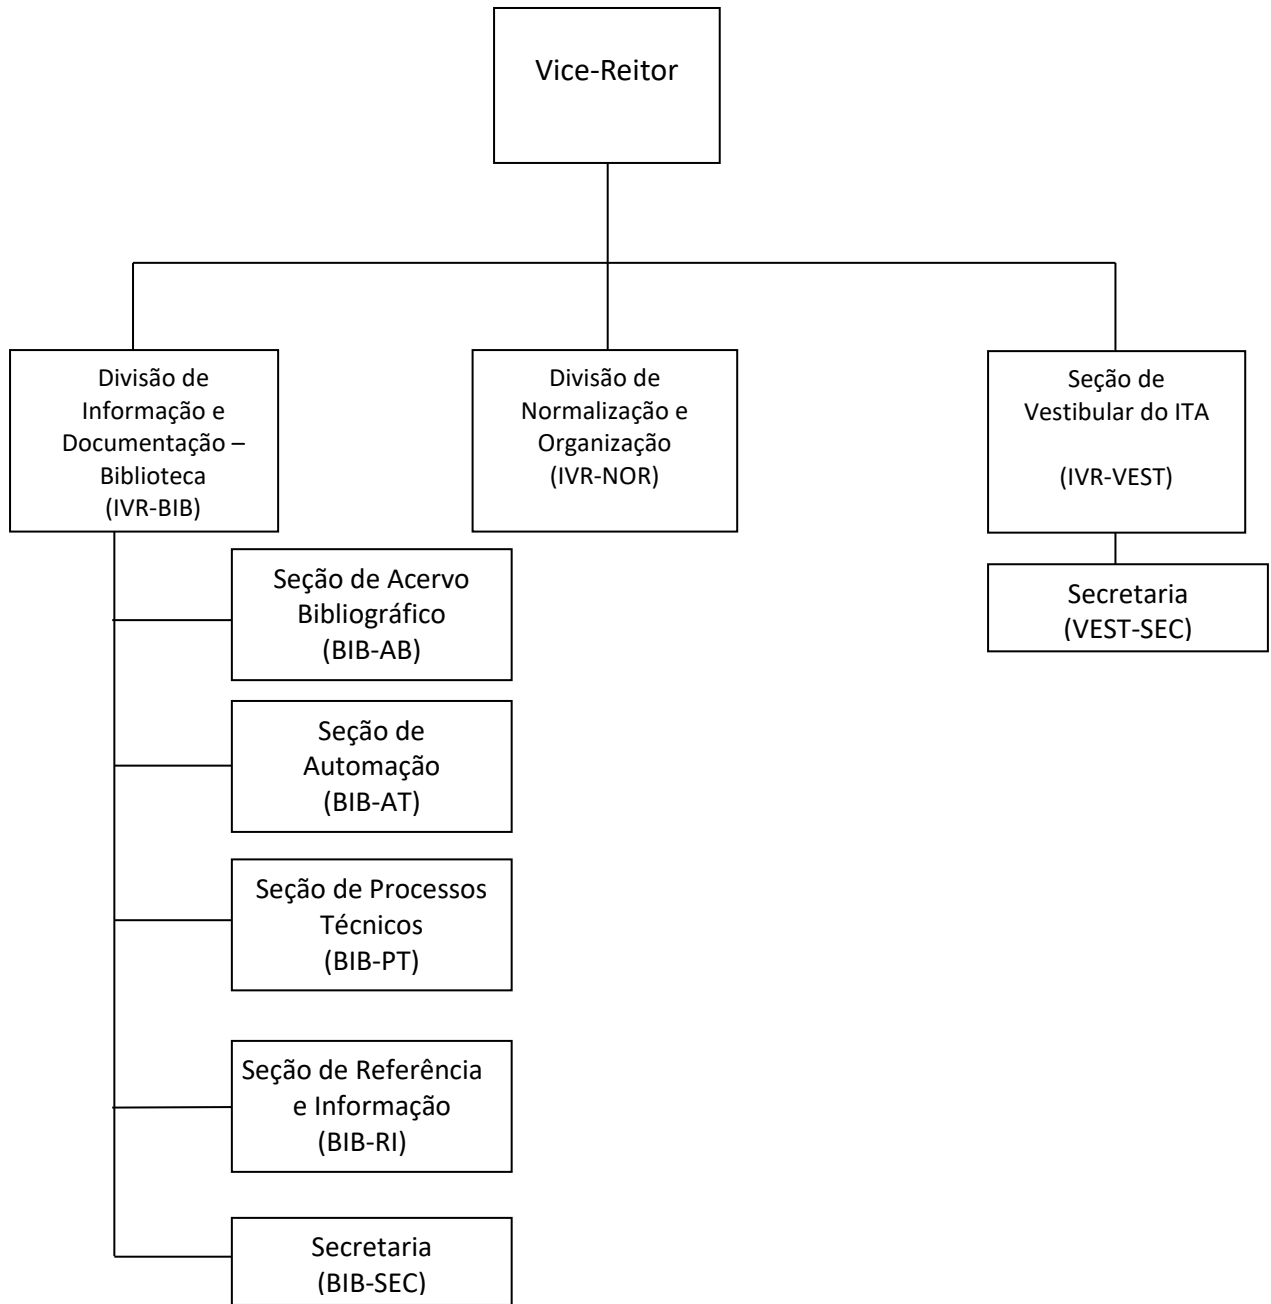 Vice-Reitor
Divisão de
Informação e
Documentação –
Biblioteca
(IVR-BIB)
Divisão de
Normalização e
Organização
(IVR-NOR)
Seção de
Vestibular do ITA
(IVR-VEST)
Secretaria
(VEST-SEC)
Seção de Acervo
Bibliográfico
(BIB-AB)
Seção de
Automação
(BIB-AT)
Seção de Processos
Técnicos
(BIB-PT)
Seção de Referência
e Informação
(BIB-RI)
Secretaria
(BIB-SEC)